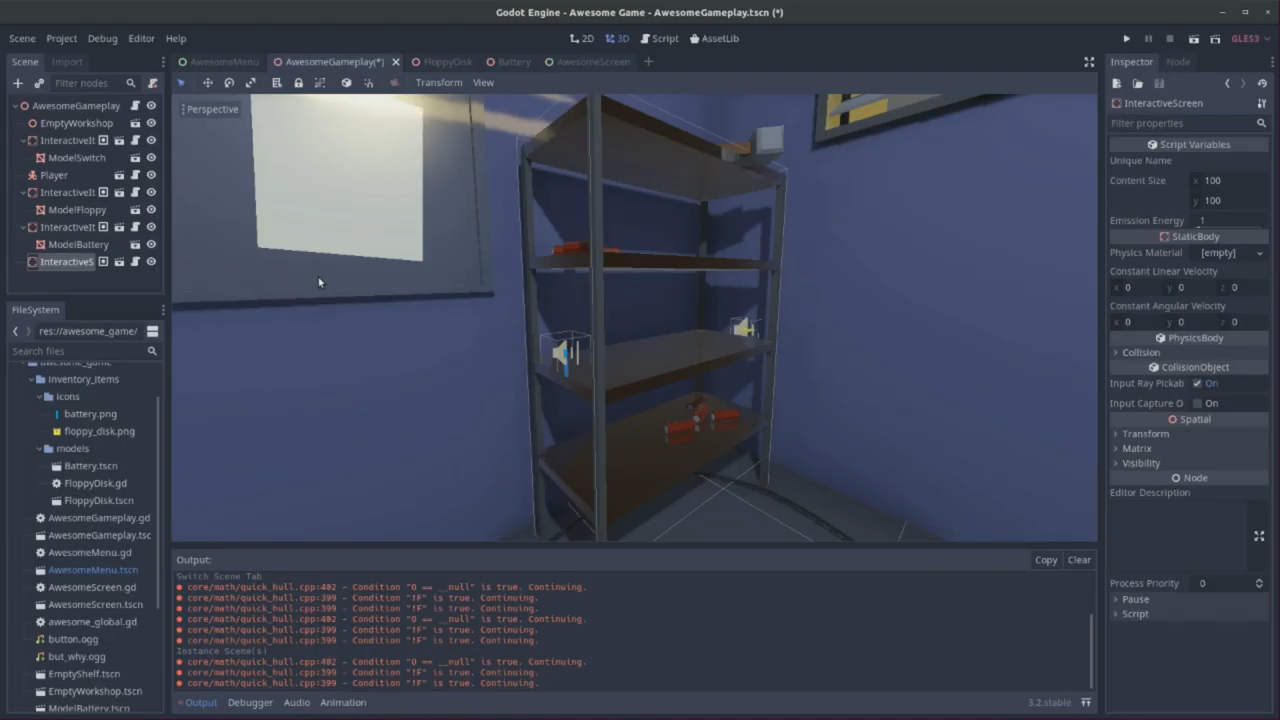 Godot Engine - Awesome Game - AwesomeGameplay.tscn (*)
Scene Project Debug Editor Help
2D 3D Script AssetLib
GLES3
Scene Import
Filter nodes
AwesomeGameplay
EmptyWorkshop
InteractiveIt
ModelSwitch
Player
InteractiveIt
ModelFloppy
InteractiveIt
ModelBattery
InteractiveS
FileSystem
res://awesome_game/
Search files
awesome_game
inventory_items
icons
battery.png
floppy_disk.png
models
Battery.tscn
FloppyDisk.gd
FloppyDisk.tscn
AwesomeGameplay.gd
AwesomeGameplay.tsc
AwesomeMenu.gd
AwesomeMenu.tscn
AwesomeScreen.gd
AwesomeScreen.tscn
awesome_global.gd
button.ogg
but_why.ogg
EmptyShelf.tscn
EmptyWorkshop.tscn
ModelBattery.tscn
AwesomeMenu AwesomeGameplay(*) FloppyDisk Battery AwesomeScreen
Transform View
Perspective
Output:
Copy Clear
Switch Scene Tab
core/math/quick_hull.cpp:402 - Condition "O == __null" is true. Continuing.
core/math/quick_hull.cpp:399 - Condition "!F" is true. Continuing.
core/math/quick_hull.cpp:399 - Condition "!F" is true. Continuing.
core/math/quick_hull.cpp:402 - Condition "O == __null" is true. Continuing.
core/math/quick_hull.cpp:399 - Condition "!F" is true. Continuing.
core/math/quick_hull.cpp:399 - Condition "!F" is true. Continuing.
Instance Scene(s)
core/math/quick_hull.cpp:402 - Condition "O == __null" is true. Continuing.
core/math/quick_hull.cpp:399 - Condition "!F" is true. Continuing.
core/math/quick_hull.cpp:399 - Condition "!F" is true. Continuing.
Output Debugger Audio Animation
3.2.stable
Inspector Node
InteractiveScreen
Filter properties
Script Variables
Unique Name
Content Size x 100
y 100
Emission Energy 1
StaticBody
Physics Material [empty]
Constant Linear Velocity
x 0 y 0 z 0
Constant Angular Velocity
x 0 y 0 z 0
PhysicsBody
Collision
CollisionObject
Input Ray Pickab On
Input Capture O On
Spatial
Transform
Matrix
Visibility
Node
Editor Description
Process Priority 0
Pause
Script